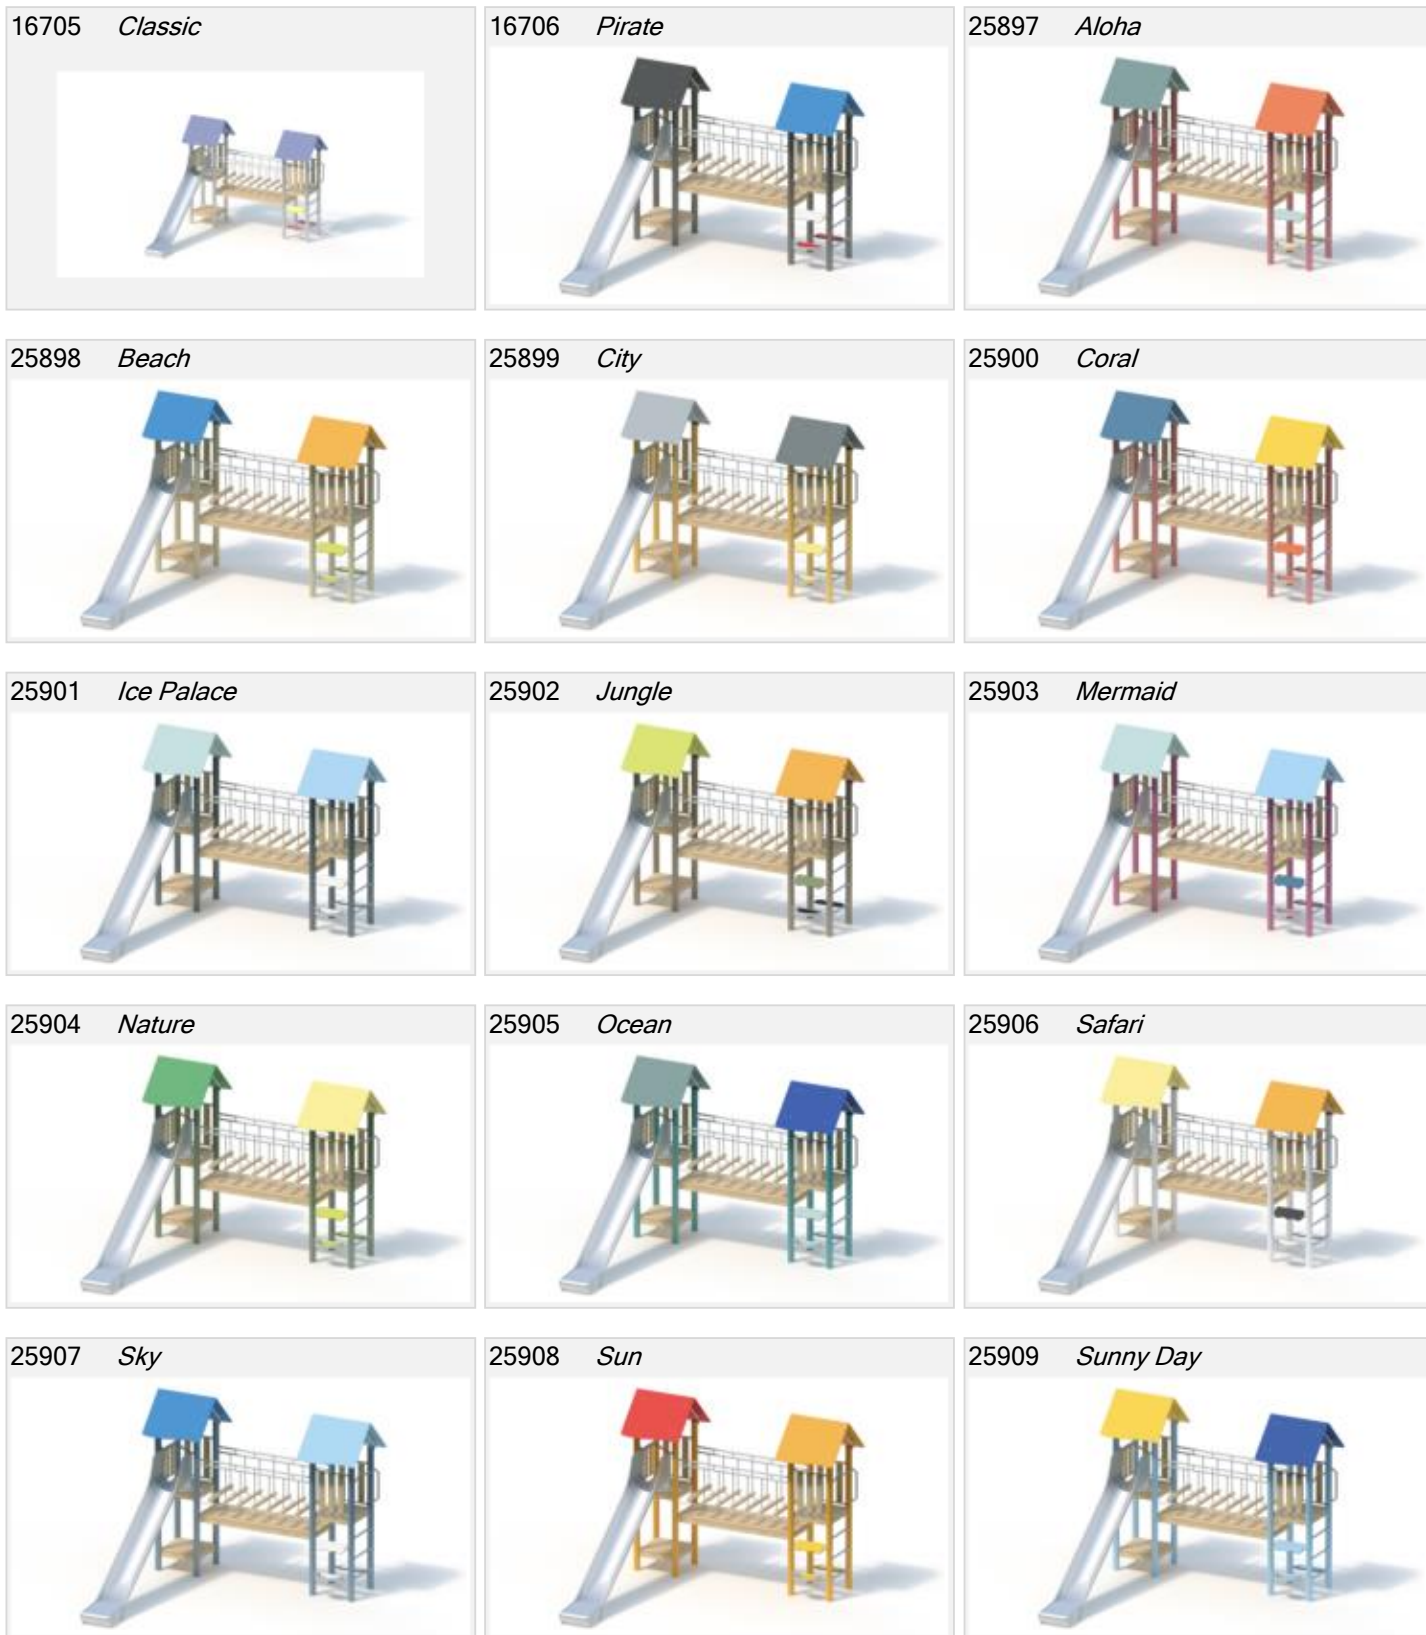 16705 Classic
16706 Pirate
25897 Aloha
25898 Beach
25899 City
25900 Coral
25901 Ice Palace
25902 Jungle
25903 Mermaid
25904 Nature
25905 Ocean
25906 Safari
25907 Sky
25908 Sun
25909 Sunny Day